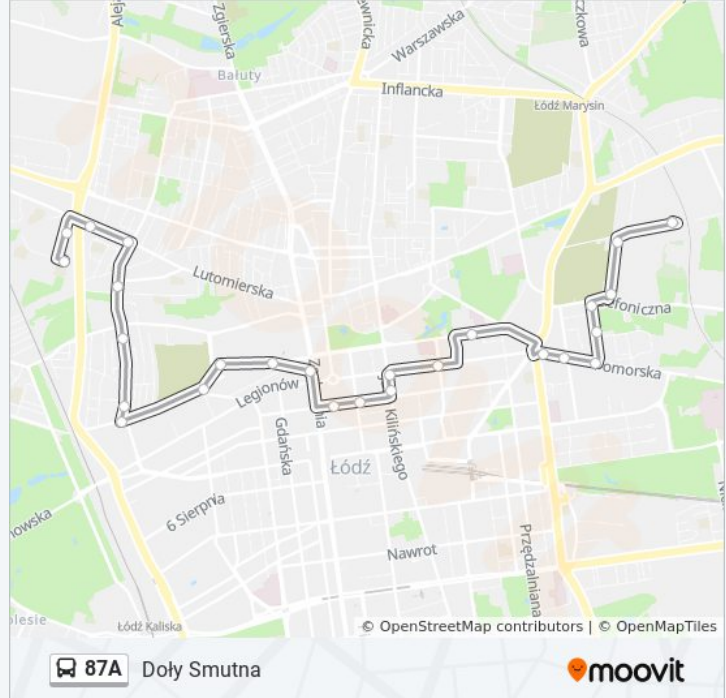 Zgierska
Warszawska
Bałuty
Inflancka
Łódź Marysin
Lutomierska
Legionów
Gdańska
Kilińskiego
Łódź
6 Sierpnia
Nawrot
Przędzalniana
Łódź Kaliska
© OpenStreetMap contributors | © OpenMapTiles
87A Doły Smutna
moovit